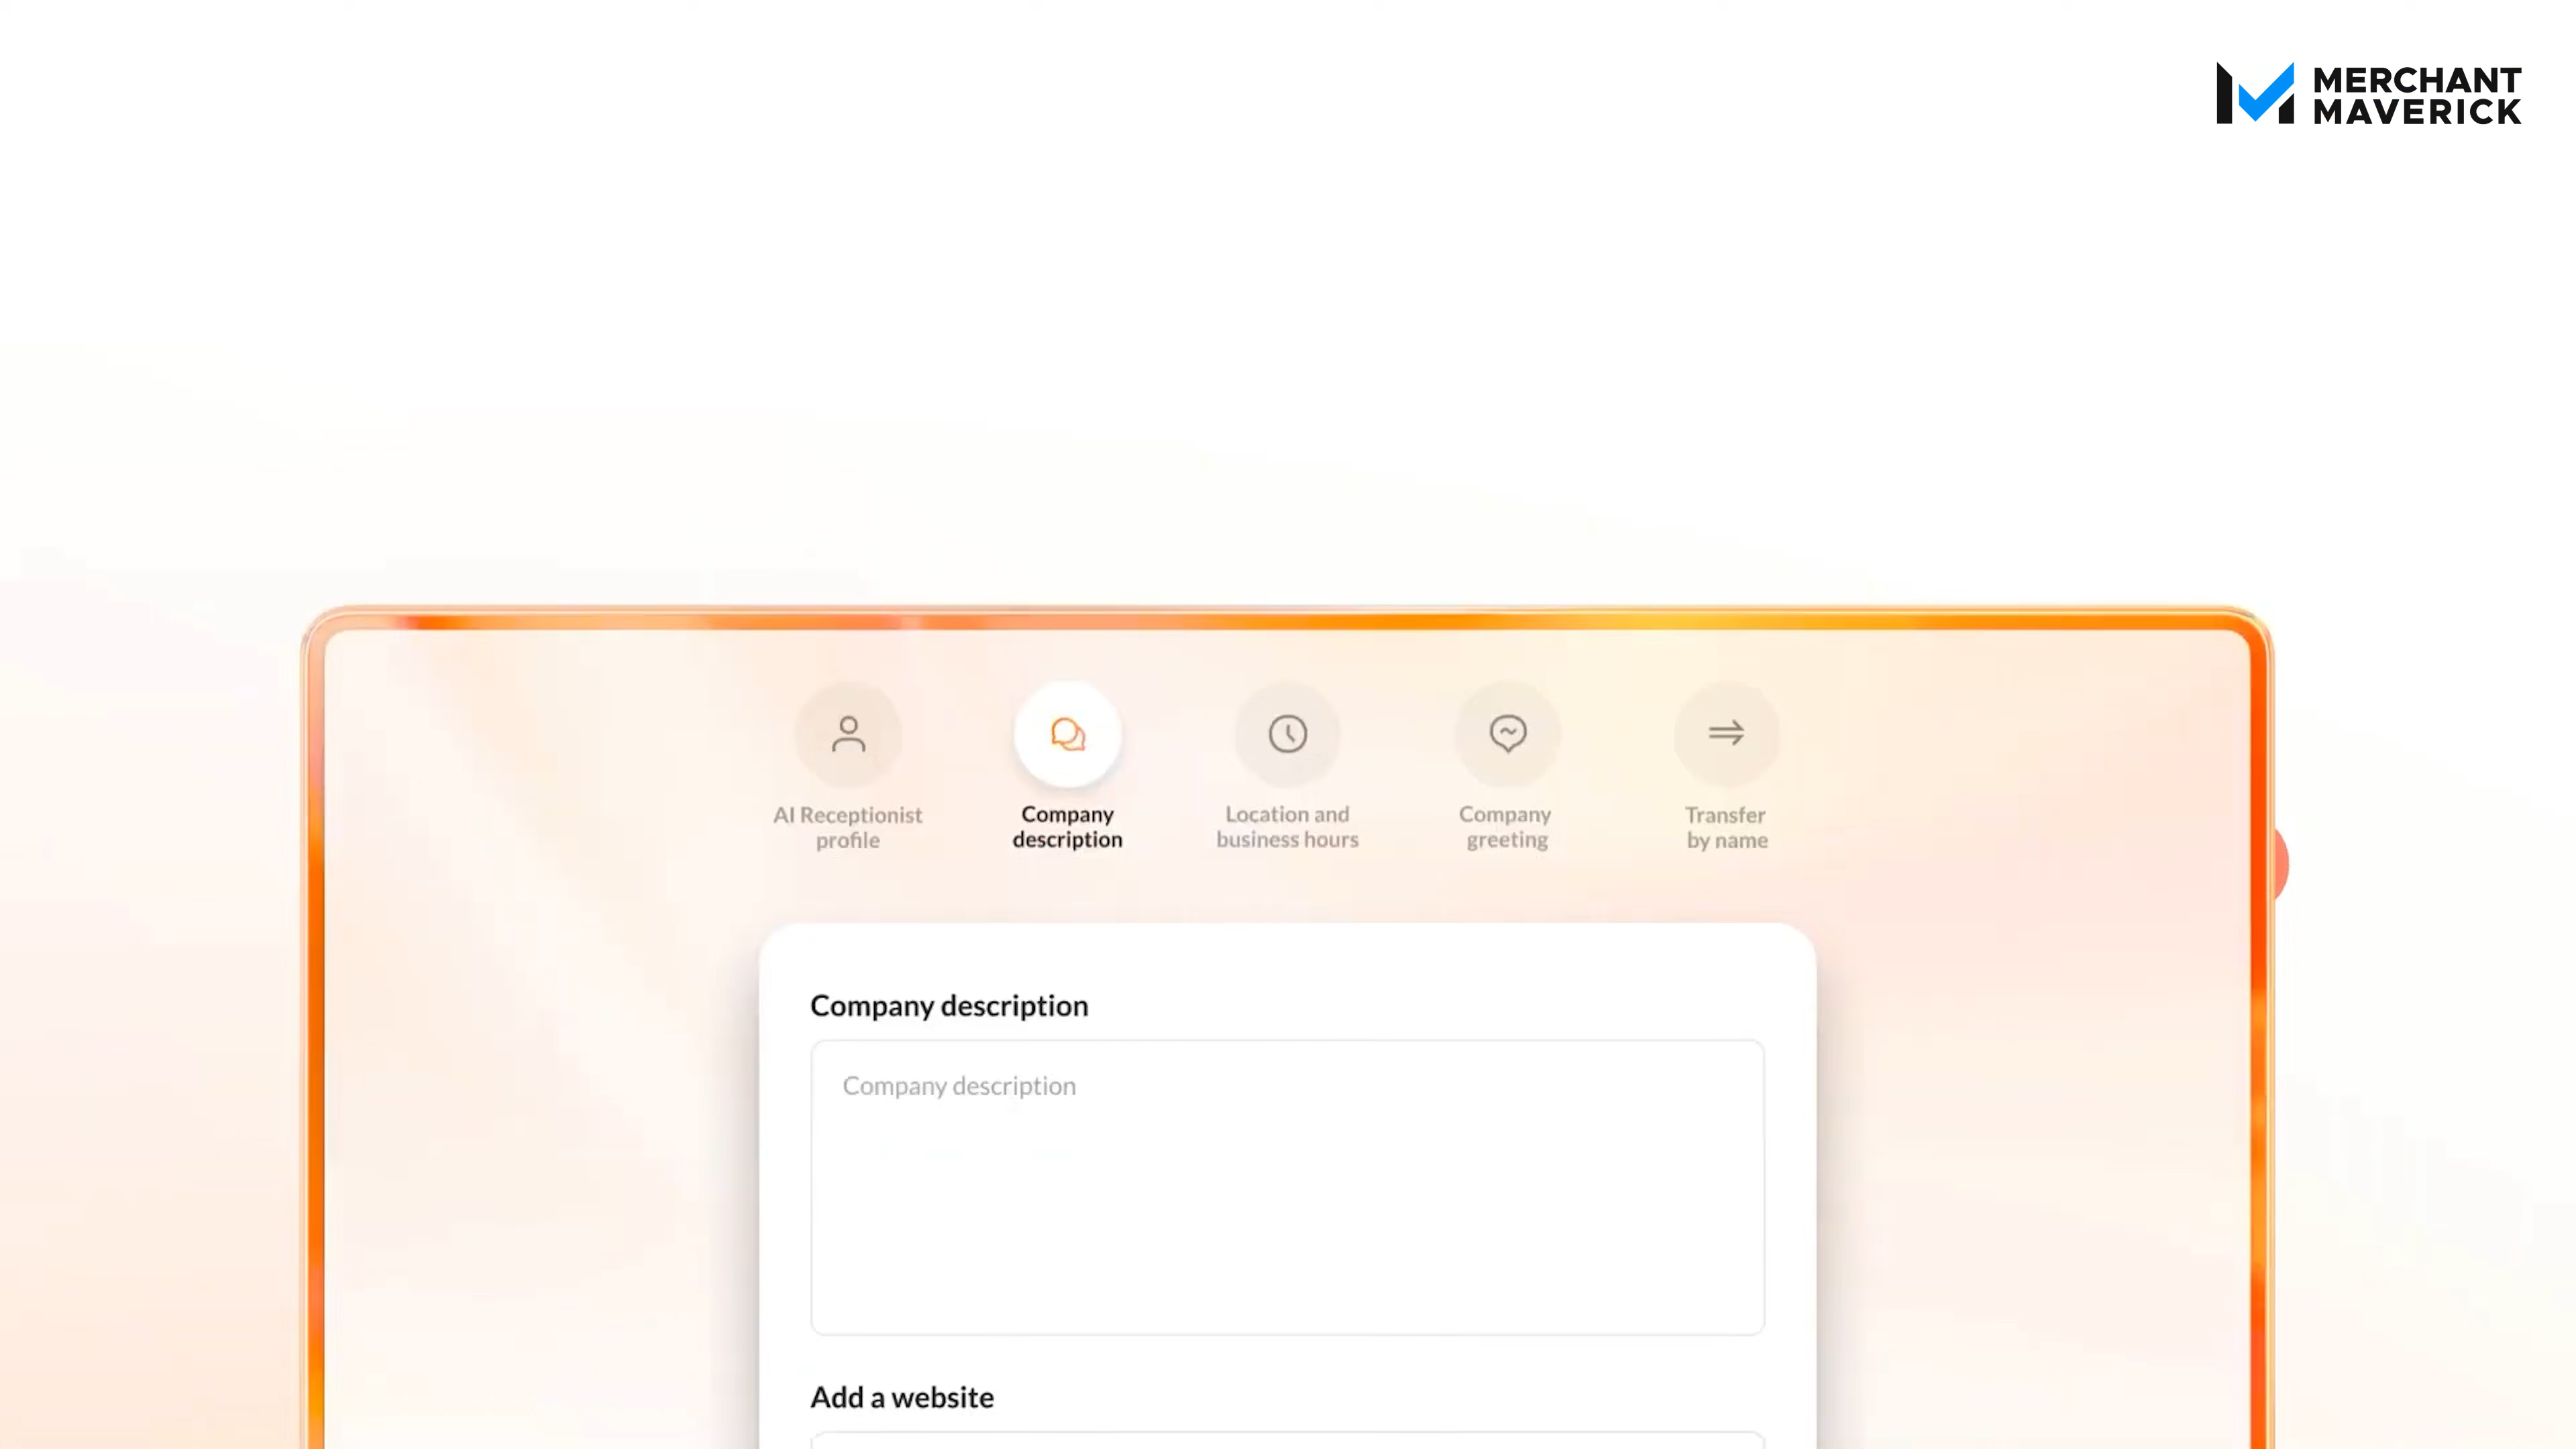 MERCHANT
MAVERICK
AI Receptionist
profile
Company
description
Location and
business hours
Company
greeting
Transfer
by name
Company description
Company description
Add a website